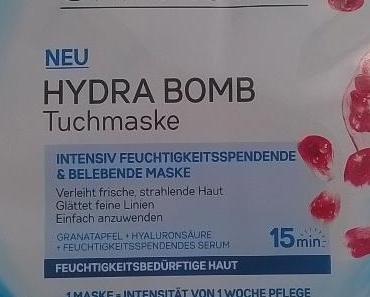 NEU
HYDRA BOMB
Tuchmaske
INTENSIV FEUCHTIGKEITSSPENDENDE
& BELEBENDE MASKE
Verleiht frische, strahlende Haut
Glättet feine Linien
Einfach anzuwenden
GRANATAPFEL + HYALURONSÄURE
+ FEUCHTIGKEITSSPENDENDES SERUM
15 min
FEUCHTIGKEITSBEDÜRFTIGE HAUT
1 MASKE = INTENSITÄT VON 1 WOCHE PFLEGE